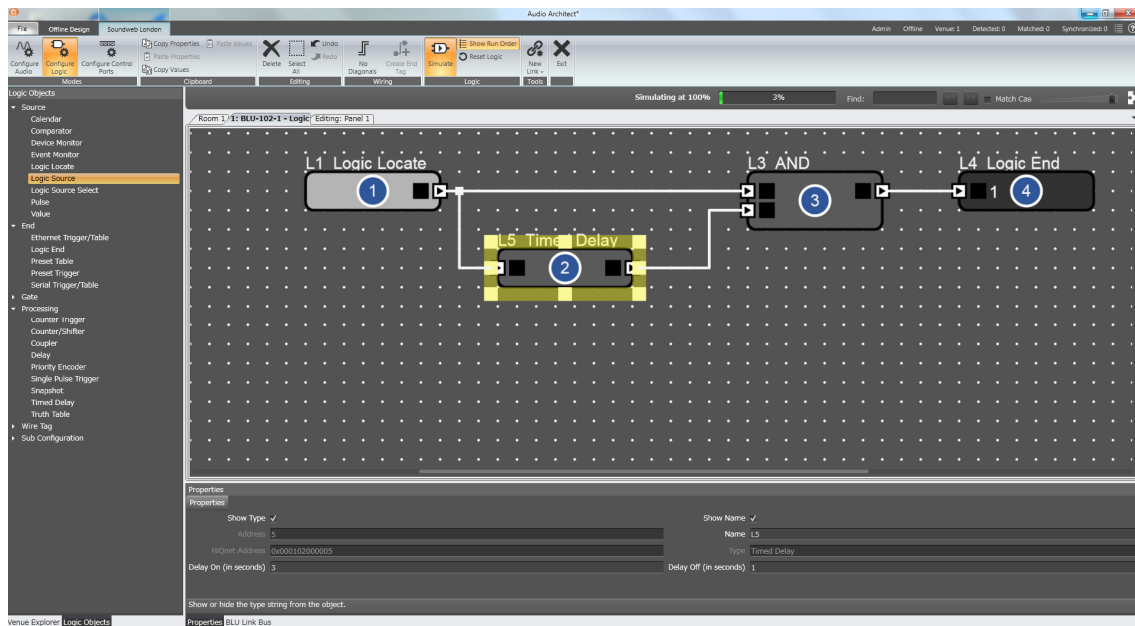 Audio Architect*
File Offline Design Soundweb London Admin Offline Venue: 1 Detected: 0 Matched: 0 Synchronized: 0
Configure Audio
Configure Logic
Configure Control Ports
Modes
Copy Properties
Paste Values
Paste Properties
Copy Values
Clipboard
Delete
Select All
Undo
Redo
Editing
No Diagonals
Create End Tag
Wiring
Simulate
Show Run Order
Reset Logic
Logic
New Link
Tools
Exit
Logic Objects
Simulating at 100% 3% Find: Match Cas
Room 1 1: BLU-102-1 - Logic Editing: Panel 1
Source
Calendar
Comparator
Device Monitor
Event Monitor
Logic Locate
Logic Source
Logic Source Select
Pulse
Value
End
Ethernet Trigger/Table
Logic End
Preset Table
Preset Trigger
Serial Trigger/Table
Gate
Processing
Counter Trigger
Counter/Shifter
Coupler
Delay
Priority Encoder
Single Pulse Trigger
Snapshot
Timed Delay
Truth Table
Wire Tag
Sub Configuration
L1 Logic Locate
1
L5 Timed Delay
2
L3 AND
3
L4 Logic End
1 4
Properties
Properties
Show Type ✓ Show Name ✓
Address 5 Name L5
HiQnet Address 0x000102000005 Type Timed Delay
Delay On (in seconds) 3 Delay Off (in seconds) 1
Show or hide the type string from the object.
Venue Explorer Logic Objects Properties BLU Link Bus